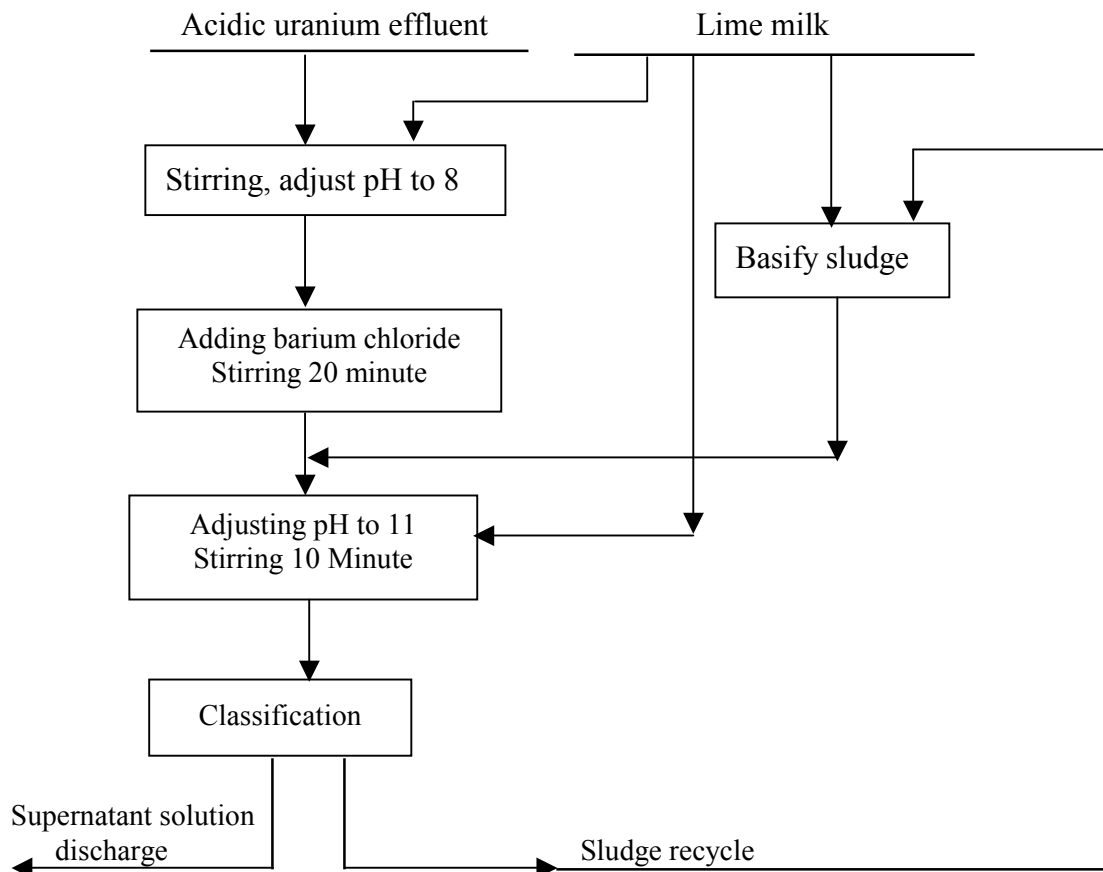 Acidic uranium effluent
Lime milk
Stirring, adjust pH to 8
Basify sludge
Adding barium chloride
Stirring 20 minute
Adjusting pH to 11
Stirring 10 Minute
Classification
Supernatant solution
discharge
Sludge recycle